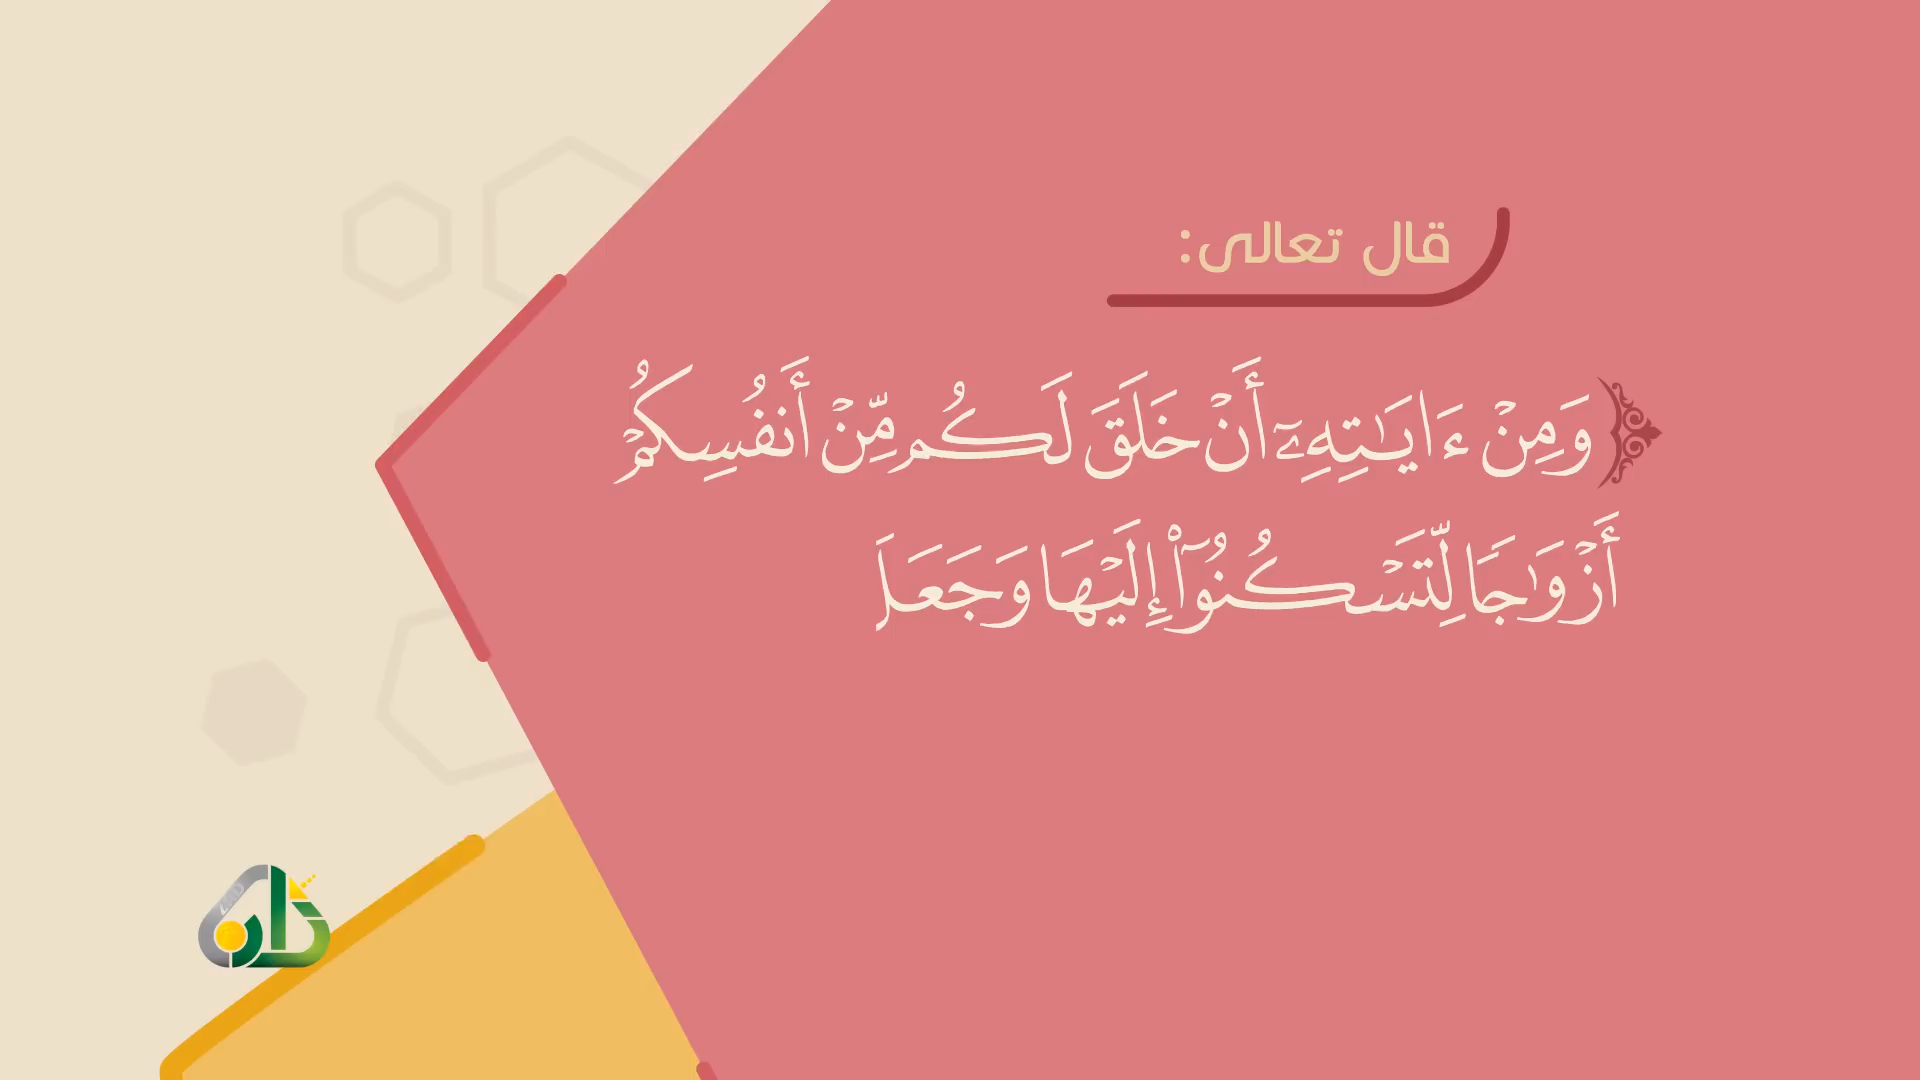 قال تعالى:
﴿وَمِنْ ءَايَـٰتِهِۦٓ أَنْ خَلَقَ لَكُم مِّنْ أَنفُسِكُمْ
أَزْوَٰجًا لِّتَسْكُنُوٓا۟ إِلَيْهَا وَجَعَلَ